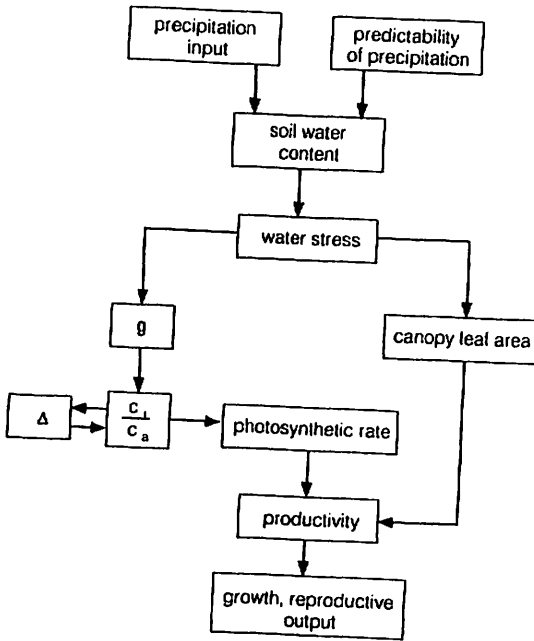 precipitation
input
predictability
of precipitation
soil water
content
water stress
g
canopy leaf area
Δ
C i
C a
photosynthetic rate
productivity
growth, reproductive
output